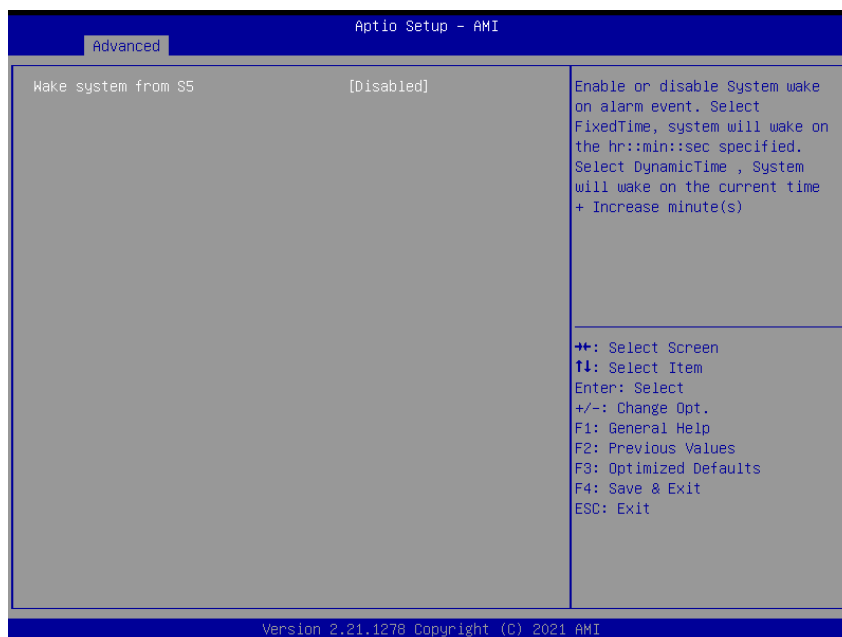 Aptio Setup – AMI
Advanced
Wake system from S5 [Disabled]
Enable or disable System wake
on alarm event. Select
FixedTime, system will wake on
the hr::min::sec specified.
Select DynamicTime , System
will wake on the current time
+ Increase minute(s)
→←: Select Screen
↑↓: Select Item
Enter: Select
+/-: Change Opt.
F1: General Help
F2: Previous Values
F3: Optimized Defaults
F4: Save & Exit
ESC: Exit
Version 2.21.1278 Copyright (C) 2021 AMI